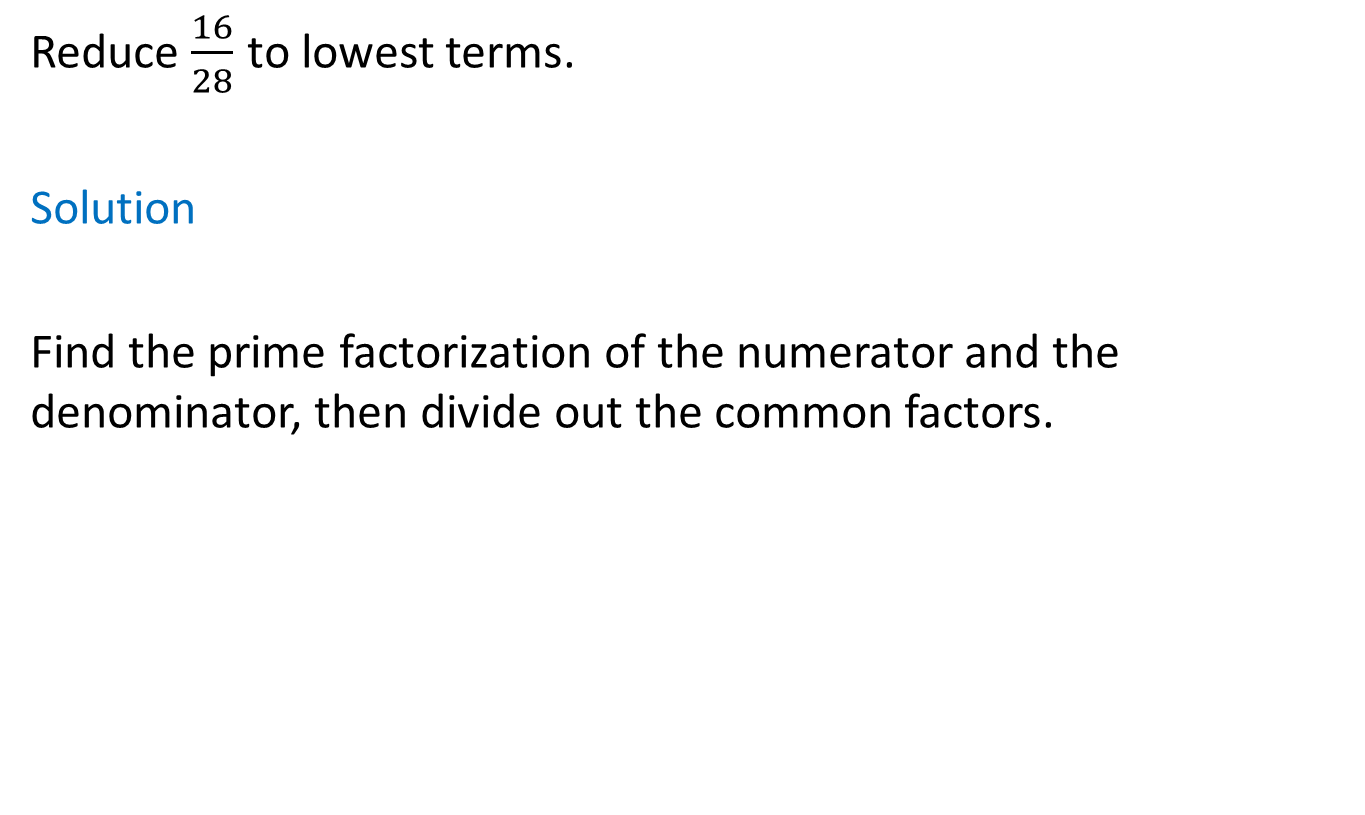 Reduce 16/28 to lowest terms.
Solution
Find the prime factorization of the numerator and the
denominator, then divide out the common factors.